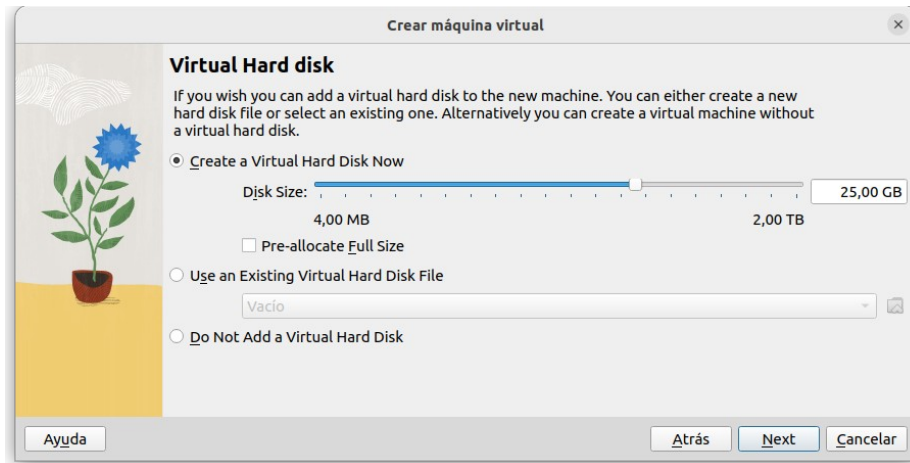 Crear máquina virtual
Virtual Hard disk
If you wish you can add a virtual hard disk to the new machine. You can either create a new
hard disk file or select an existing one. Alternatively you can create a virtual machine without
a virtual hard disk.
Create a Virtual Hard Disk Now
Disk Size:
25,00 GB
4,00 MB
2,00 TB
Pre-allocate Full Size
Use an Existing Virtual Hard Disk File
Vacío
Do Not Add a Virtual Hard Disk
Ayuda
Atrás
Next
Cancelar